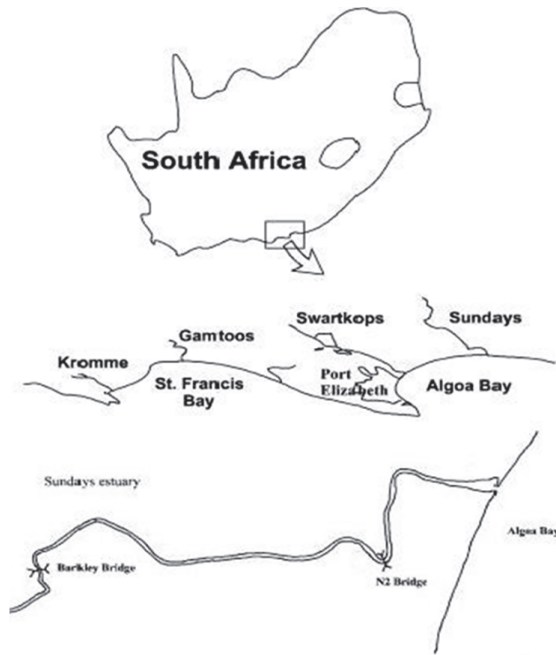 South Africa
Swartkops
Sundays
Gamtoos
Kromme
St. Francis
Bay
Port
Elizabeth
Algoa Bay
Sundays estuary
Algoa Bay
Barkley Bridge
N2 Bridge